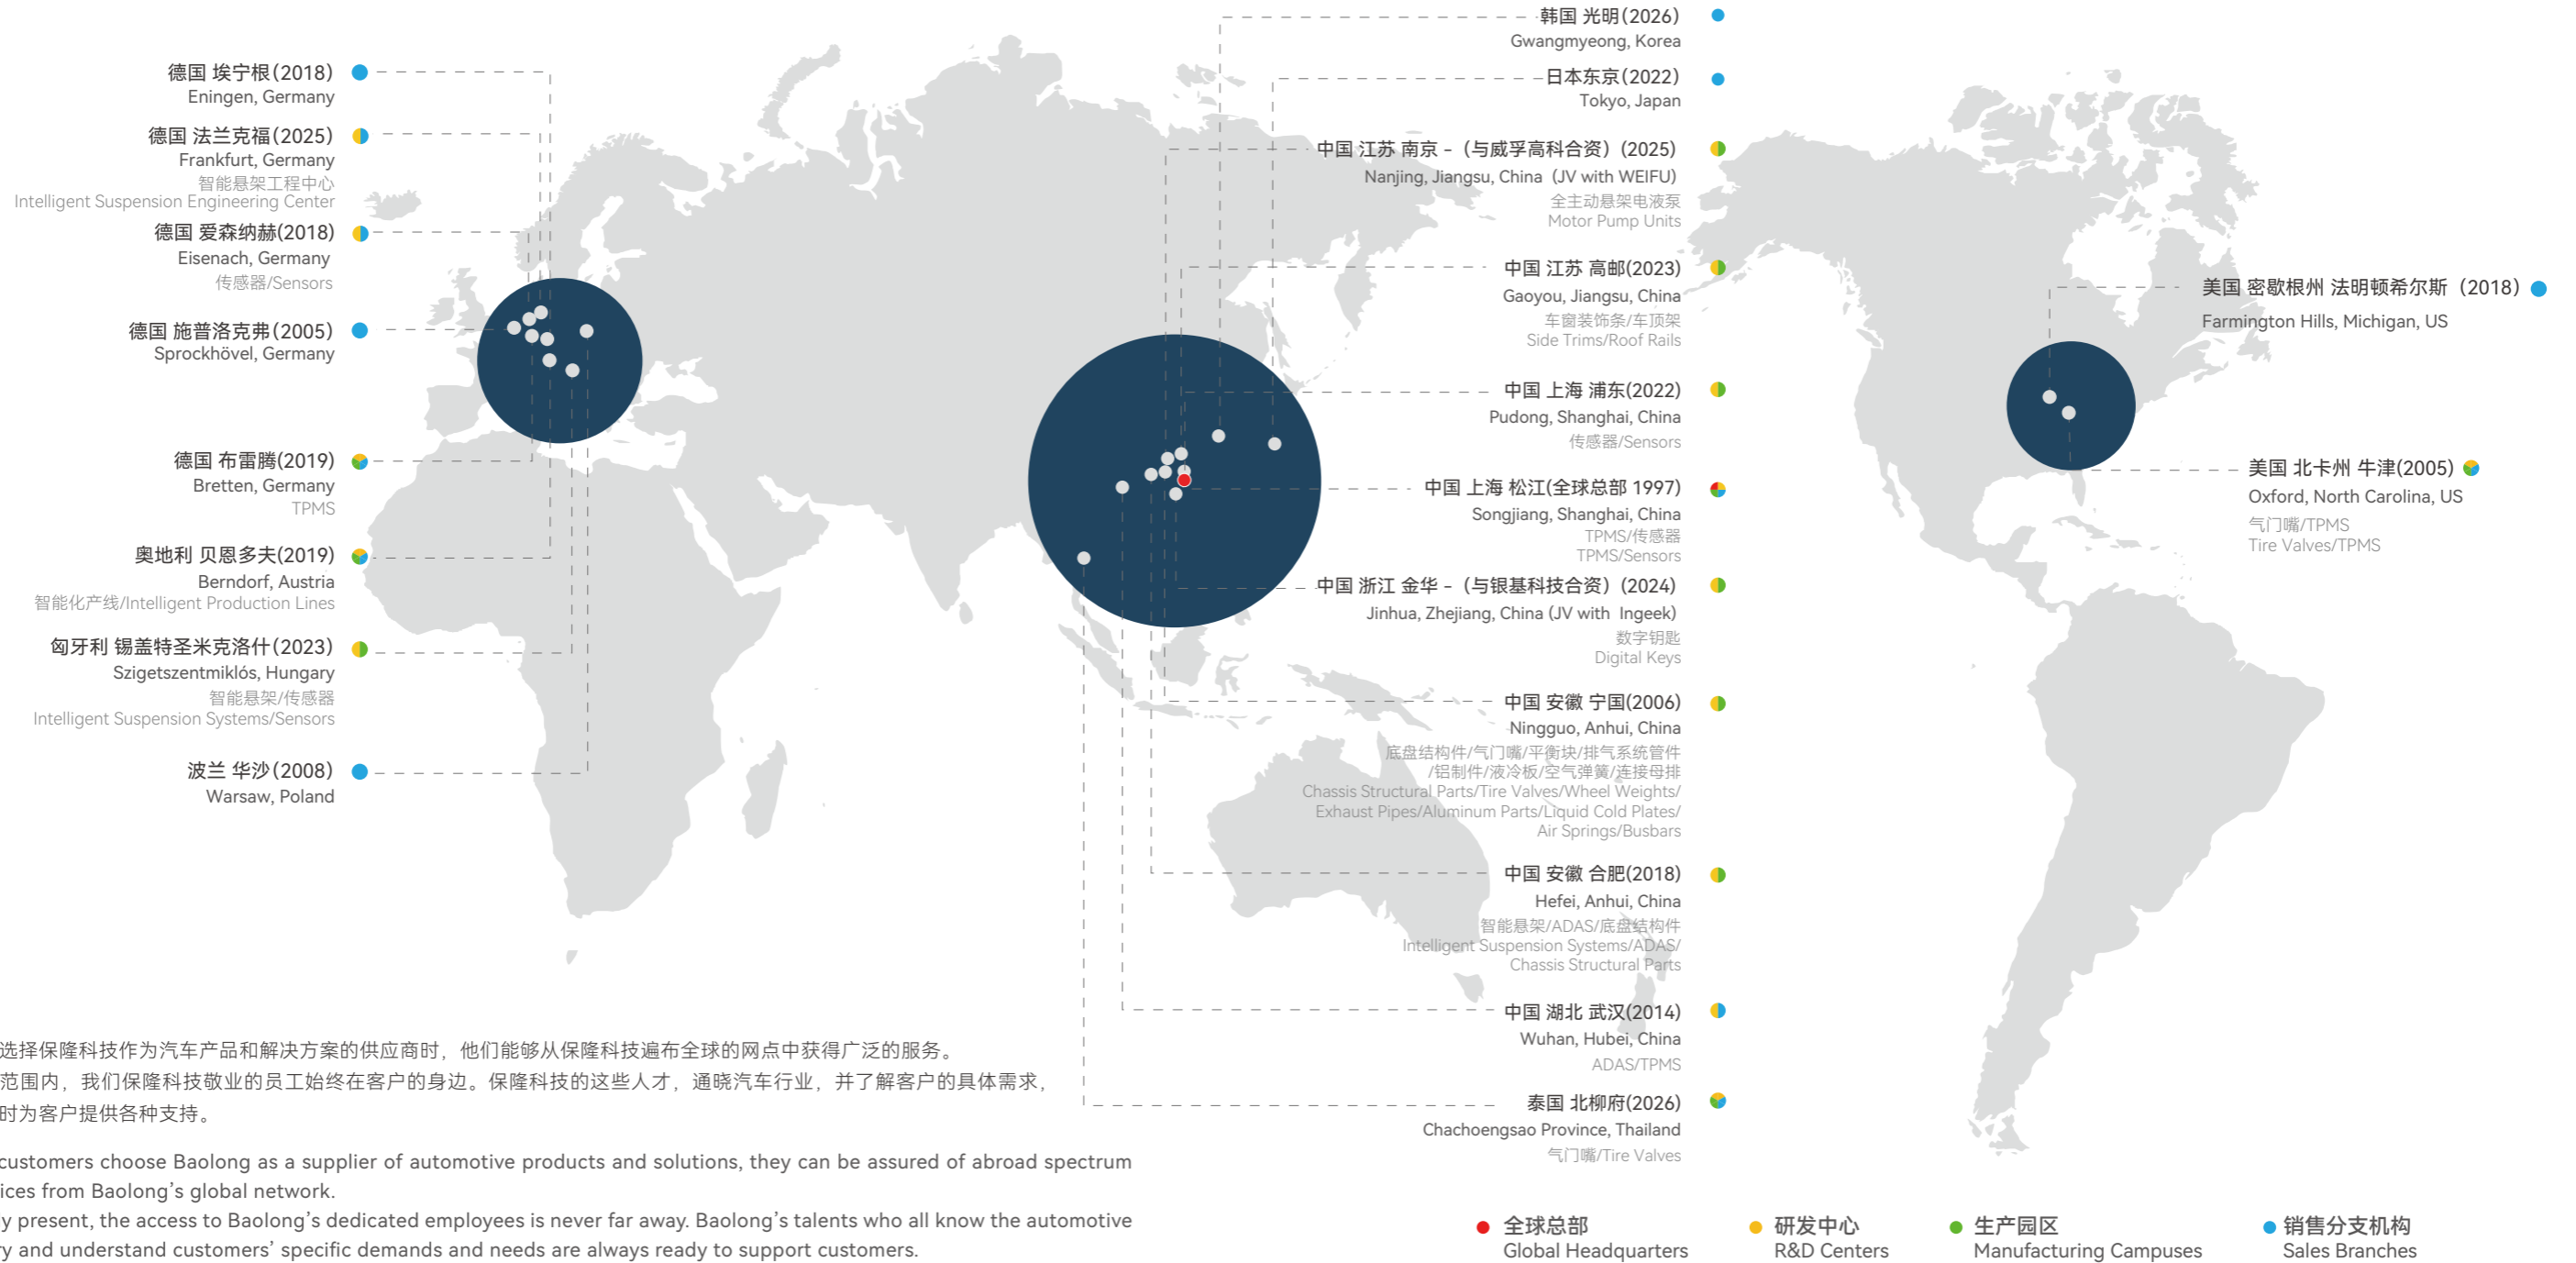 德国 埃宁根(2018)
Eningen, Germany
德国 法兰克福(2025)
Frankfurt, Germany
智能悬架工程中心
Intelligent Suspension Engineering Center
德国 爱森纳赫(2018)
Eisenach, Germany
传感器/Sensors
德国 施普洛克弗(2005)
Sprockhövel, Germany
德国 布雷腾(2019)
Bretten, Germany
TPMS
奥地利 贝恩多夫(2019)
Berndorf, Austria
智能化产线/Intelligent Production Lines
匈牙利 锡盖特圣米克洛什(2023)
Szigetszentmiklós, Hungary
智能悬架/传感器
Intelligent Suspension Systems/Sensors
波兰 华沙(2008)
Warsaw, Poland
韩国 光明(2026)
Gwangmyeong, Korea
日本东京(2022)
Tokyo, Japan
中国 江苏 南京 -（与威孚高科合资）(2025)
Nanjing, Jiangsu, China（JV with WEIFU）
全主动悬架电液泵
Motor Pump Units
中国 江苏 高邮(2023)
Gaoyou, Jiangsu, China
车窗装饰条/车顶架
Side Trims/Roof Rails
中国 上海 浦东(2022)
Pudong, Shanghai, China
传感器/Sensors
中国 上海 松江(全球总部 1997)
Songjiang, Shanghai, China
TPMS/传感器
TPMS/Sensors
中国 浙江 金华 -（与银基科技合资）(2024)
Jinhua, Zhejiang, China (JV with Ingeek)
数字钥匙
Digital Keys
中国 安徽 宁国(2006)
Ningguo, Anhui, China
底盘结构件/气门嘴/平衡块/排气系统管件
/铝制件/液冷板/空气弹簧/连接母排
Chassis Structural Parts/Tire Valves/Wheel Weights/
Exhaust Pipes/Aluminum Parts/Liquid Cold Plates/
Air Springs/Busbars
中国 安徽 合肥(2018)
Hefei, Anhui, China
智能悬架/ADAS/底盘结构件
Intelligent Suspension Systems/ADAS/
Chassis Structural Parts
中国 湖北 武汉(2014)
Wuhan, Hubei, China
ADAS/TPMS
泰国 北柳府(2026)
Chachoengsao Province, Thailand
气门嘴/Tire Valves
美国 密歇根州 法明顿希尔斯（2018）
Farmington Hills, Michigan, US
美国 北卡州 牛津(2005)
Oxford, North Carolina, US
气门嘴/TPMS
Tire Valves/TPMS
选择保隆科技作为汽车产品和解决方案的供应商时，他们能够从保隆科技遍布全球的网点中获得广泛的服务。
范围内，我们保隆科技敬业的员工始终在客户的身边。保隆科技的这些人才，通晓汽车行业，并了解客户的具体需求，
时为客户提供各种支持。
customers choose Baolong as a supplier of automotive products and solutions, they can be assured of abroad spectrum
ices from Baolong's global network.
y present, the access to Baolong's dedicated employees is never far away. Baolong's talents who all know the automotive
ry and understand customers' specific demands and needs are always ready to support customers.
全球总部
Global Headquarters
研发中心
R&D Centers
生产园区
Manufacturing Campuses
销售分支机构
Sales Branches